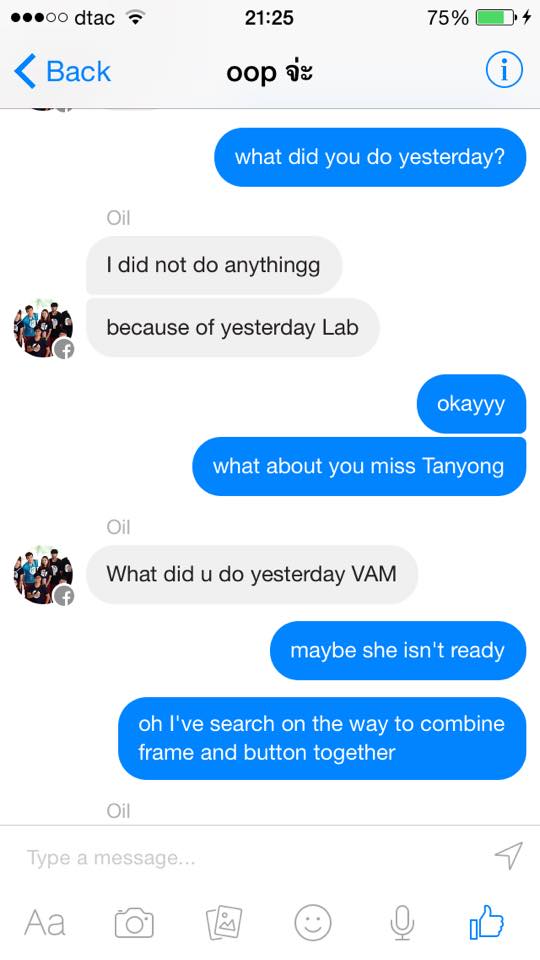 dtac 21:25 75%
Back oop จ่ะ
what did you do yesterday?
Oil
I did not do anythingg
because of yesterday Lab
okayyy
what about you miss Tanyong
Oil
What did u do yesterday VAM
maybe she isn't ready
oh I've search on the way to combine
frame and button together
Oil
Type a message...
Aa